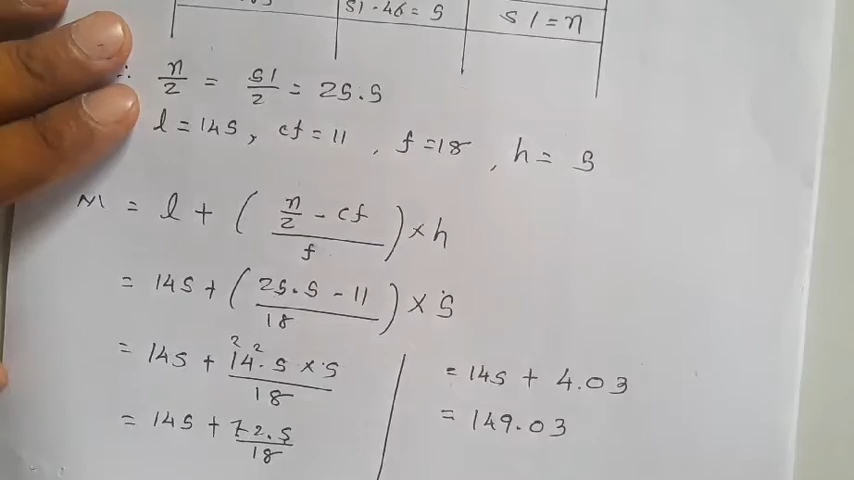 51-46=5
51=n
∴ n/2 = 51/2 = 25.5
l=145, cf=11, f=18, h=5
M = l + ( (n/2 - cf)/f ) × h
= 145 + ( (25.5 - 11)/18 ) × 5
= 145 + (14.5 × 5)/18
= 145 + 72.5/18
= 145 + 4.03
= 149.03